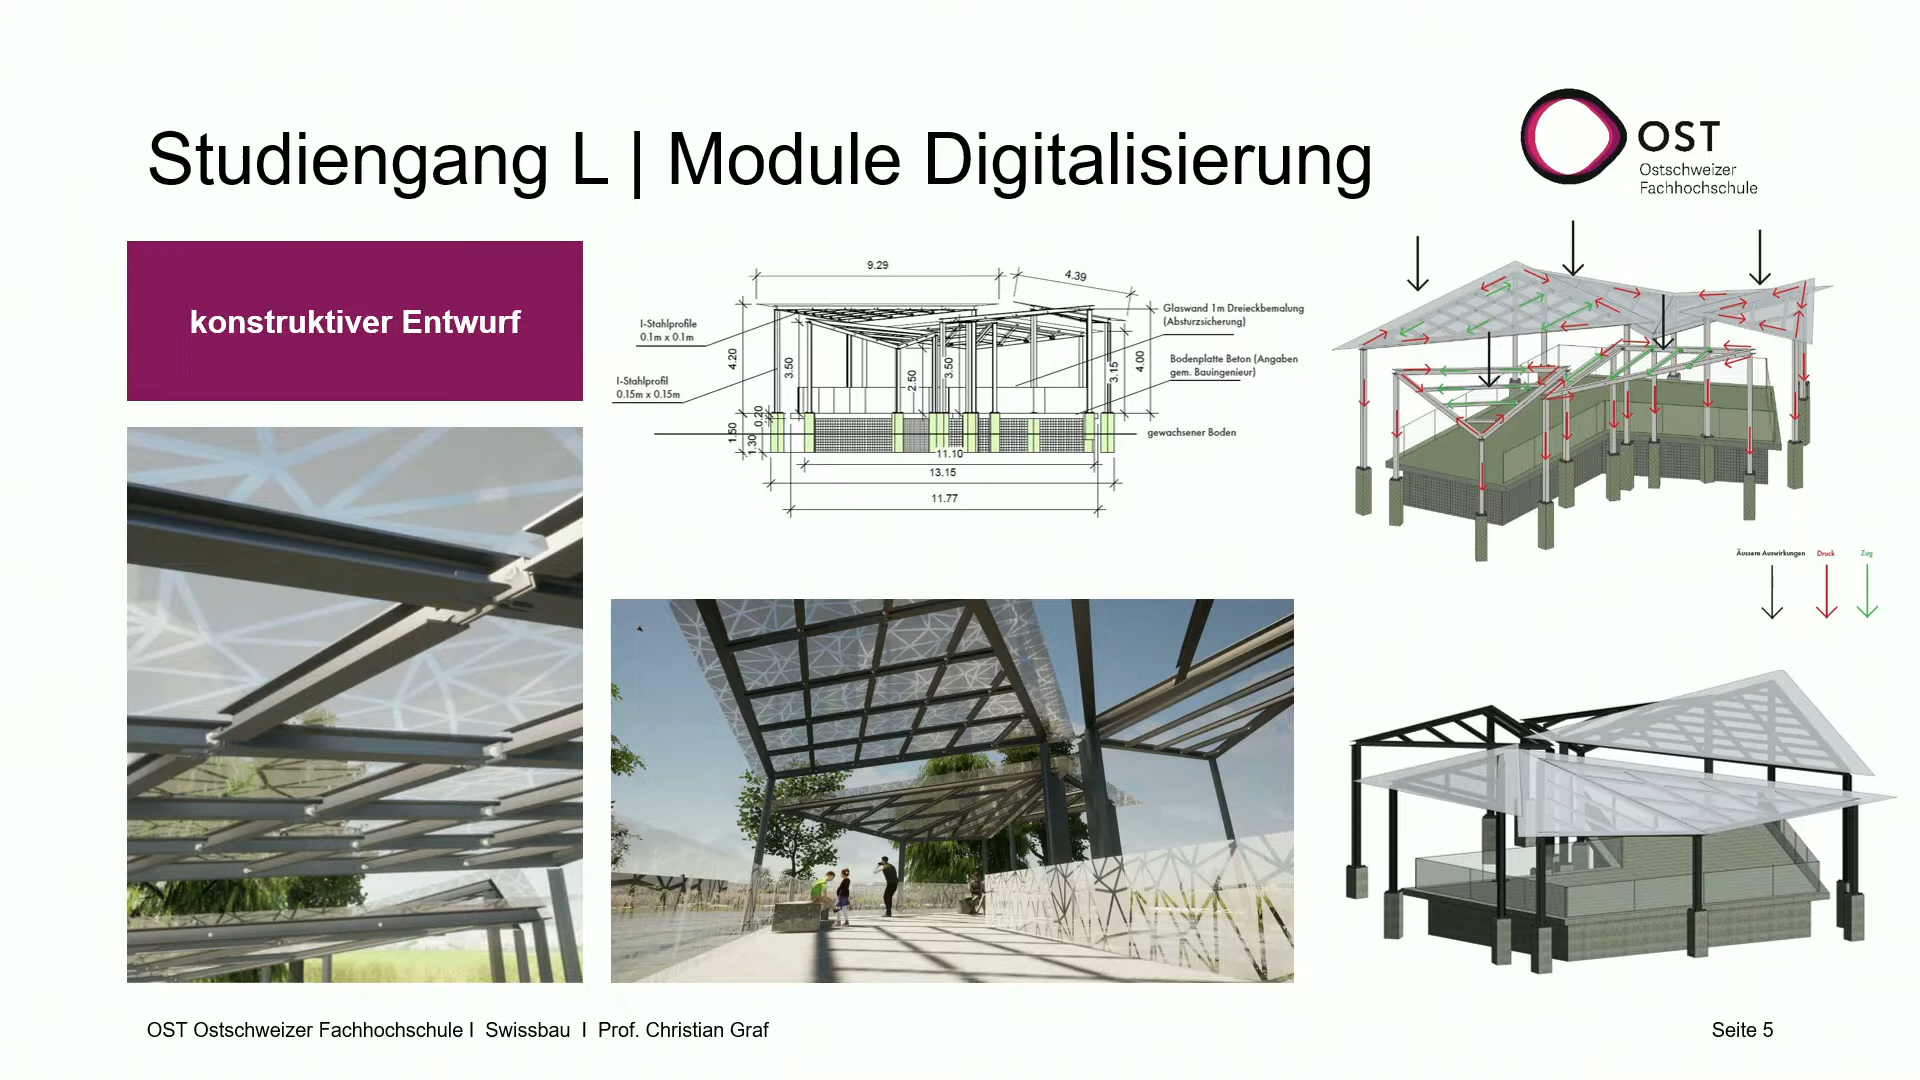 Studiengang L | Module Digitalisierung
OST
Ostschweizer
Fachhochschule
konstruktiver Entwurf
9.29
4.39
I-Stahlprofile
0.1m x 0.1m
Glaswand 1m Dreieckbemalung
(Absturzsicherung)
4.20
3.50
2.50
3.50
3.15
4.00
Bodenplatte Beton (Angaben
gem. Bauingenieur)
I-Stahlprofil
0.15m x 0.15m
0.20
1.50
1.30
gewachsener Boden
11.10
13.15
11.77
Äussere Auswirkungen Druck Zug
OST Ostschweizer Fachhochschule I Swissbau I Prof. Christian Graf
Seite 5